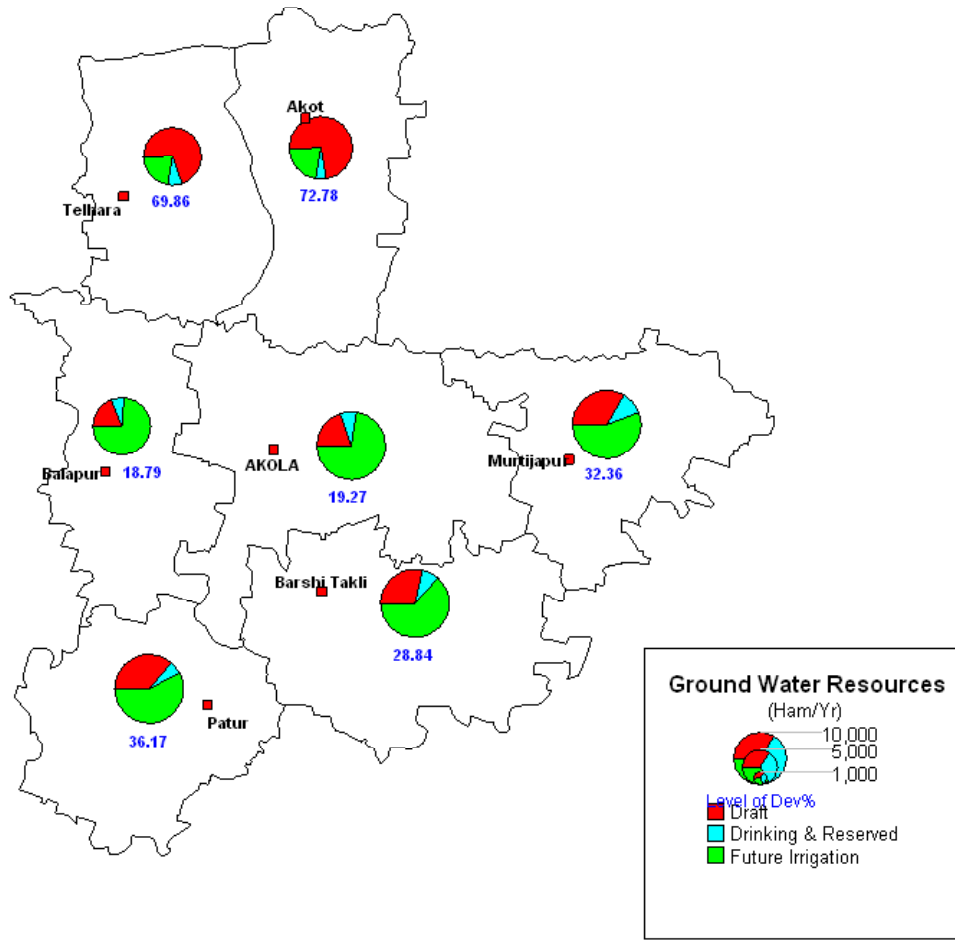 Akot
72.78
69.86
Telhara
Balapur
18.79
AKOLA
19.27
Murtijapur
32.36
Barshi Takli
28.84
Patur
36.17
Ground Water Resources
(Ham/Yr)
10,000
5,000
1,000
Level of Dev%
Draft
Drinking & Reserved
Future Irrigation